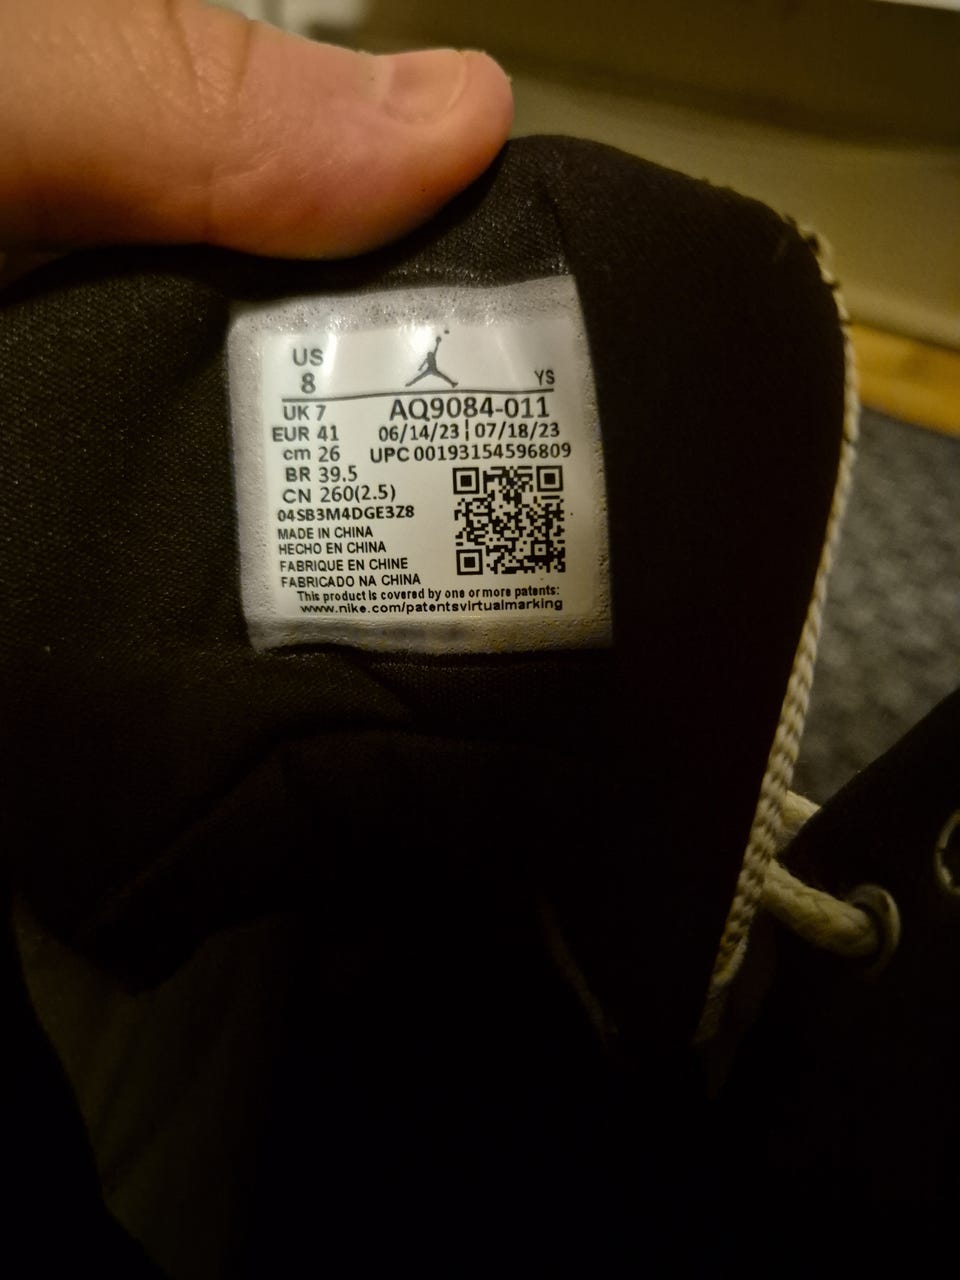 US
8
YS
UK 7
AQ9084-011
EUR 41
06/14/23 | 07/18/23
cm 26
UPC 00193154596809
BR 39.5
CN 260(2.5)
04SB3M4DGE3Z8
MADE IN CHINA
HECHO EN CHINA
FABRIQUE EN CHINE
FABRICADO NA CHINA
This product is covered by one or more patents:
www.nike.com/patentsvirtualmarking